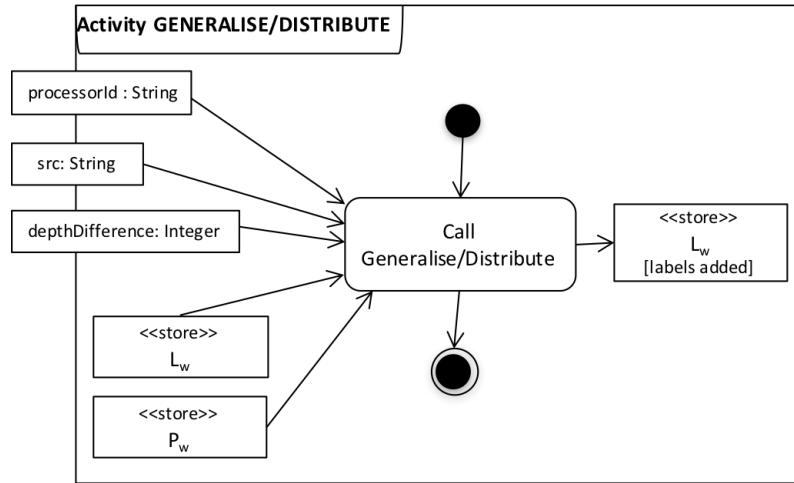 Activity GENERALISE/DISTRIBUTE
processorId : String
src: String
depthDifference: Integer
Call
Generalise/Distribute
<<store>>
Lw
[labels added]
<<store>>
Lw
<<store>>
Pw